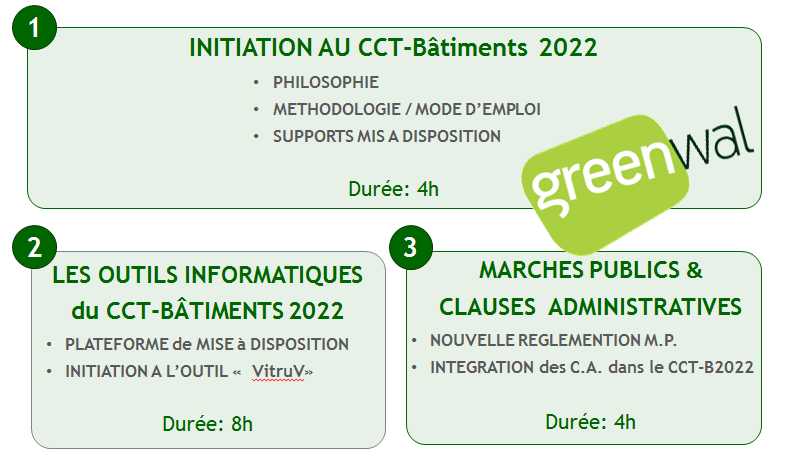 1
INITIATION AU CCT-Bâtiments 2022
• PHILOSOPHIE
• METHODOLOGIE / MODE D'EMPLOI
• SUPPORTS MIS A DISPOSITION
greenwal
Durée: 4h
2
LES OUTILS INFORMATIQUES
du CCT-BÂTIMENTS 2022
• PLATEFORME de MISE à DISPOSITION
• INITIATION A L'OUTIL « VitruV»
Durée: 8h
3
MARCHES PUBLICS &
CLAUSES ADMINISTRATIVES
• NOUVELLE REGLEMENTION M.P.
• INTEGRATION des C.A. dans le CCT-B2022
Durée: 4h